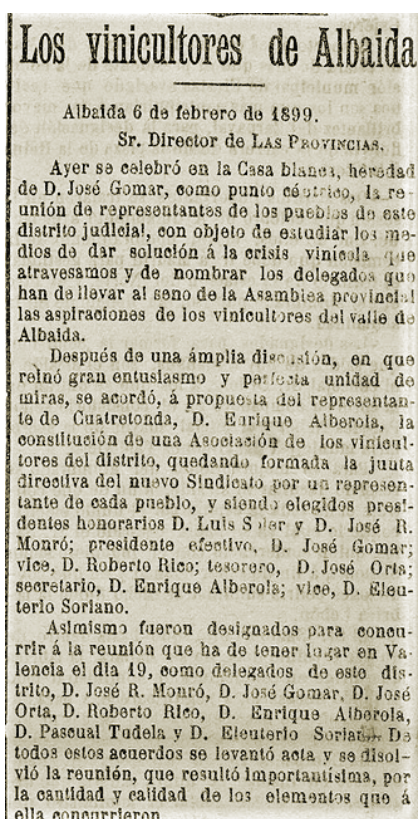 Los vinicultores de Albaida
Albaida 6 de febrero de 1899.
Sr. Director de LAS PROVINCIAS.
Ayer se celebró en la Casa blanca, heredad
de D. José Gomar, como punto céntrico, la re-
unión de representantes de los pueblos de este
distrito judicial, con objeto de estudiar los me-
dios de dar solución á la crisis vinícola que
atravesamos y de nombrar los delegados que
han de llevar al seno de la Asamblea provincial
las aspiraciones de los vinicultores del valle de
Albaida.
Después de una ámplia discusión, en que
reinó gran entusiasmo y perfecta unidad de
miras, se acordó, á propuesta del representan-
te de Cuatretonda, D. Enrique Alberola, la
constitución de una Asociación de los vinicul-
tores del distrito, quedando formada la junta
directiva del nuevo Sindicato por un represen-
tante de cada pueblo, y siendo elegidos presi-
dentes honorarios D. Luis Soler y D. José R.
Monró; presidente efectivo, D. José Gomar;
vice, D. Roberto Rico; tesorero, D. José Orta;
secretario, D. Enrique Alberola; vice, D. Eleu-
terio Soriano.
Asimismo fueron designados para concu-
rrir á la reunión que ha de tener lugar en Va-
lencia el dia 19, como delegados de este dis-
trito, D. José R. Monró, D. José Gomar, D. José
Orta, D. Roberto Rico, D. Enrique Alberola,
D. Pascual Tudela y D. Eleuterio Soriano. De
todos estos acuerdos se levantó acta y se disol-
vió la reunión, que resultó importantísima, por
la cantidad y calidad de los elementos que á
ella concurrieron.